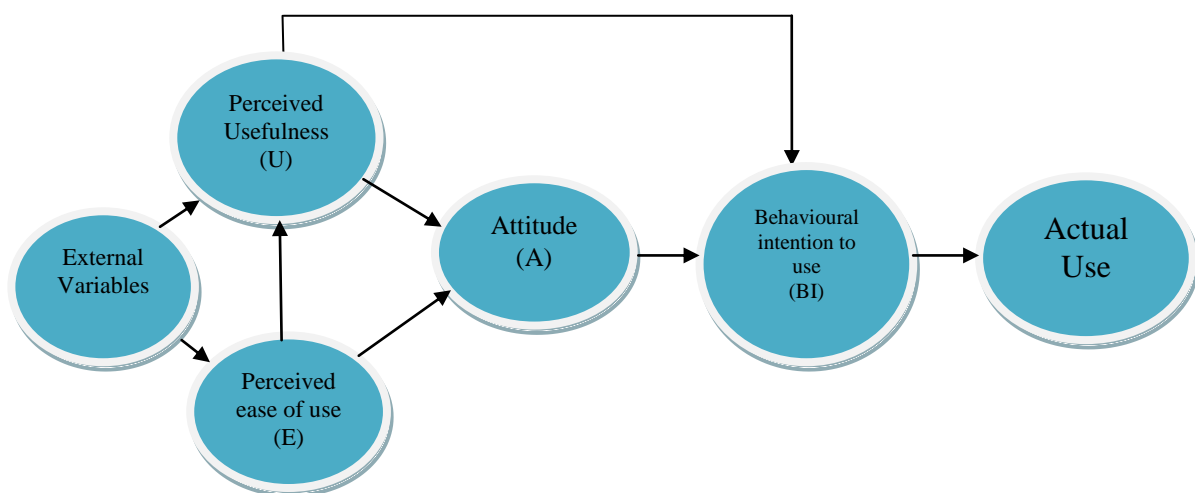 Perceived
Usefulness
(U)
External
Variables
Perceived
ease of use
(E)
Attitude
(A)
Behavioural
intention to
use
(BI)
Actual
Use